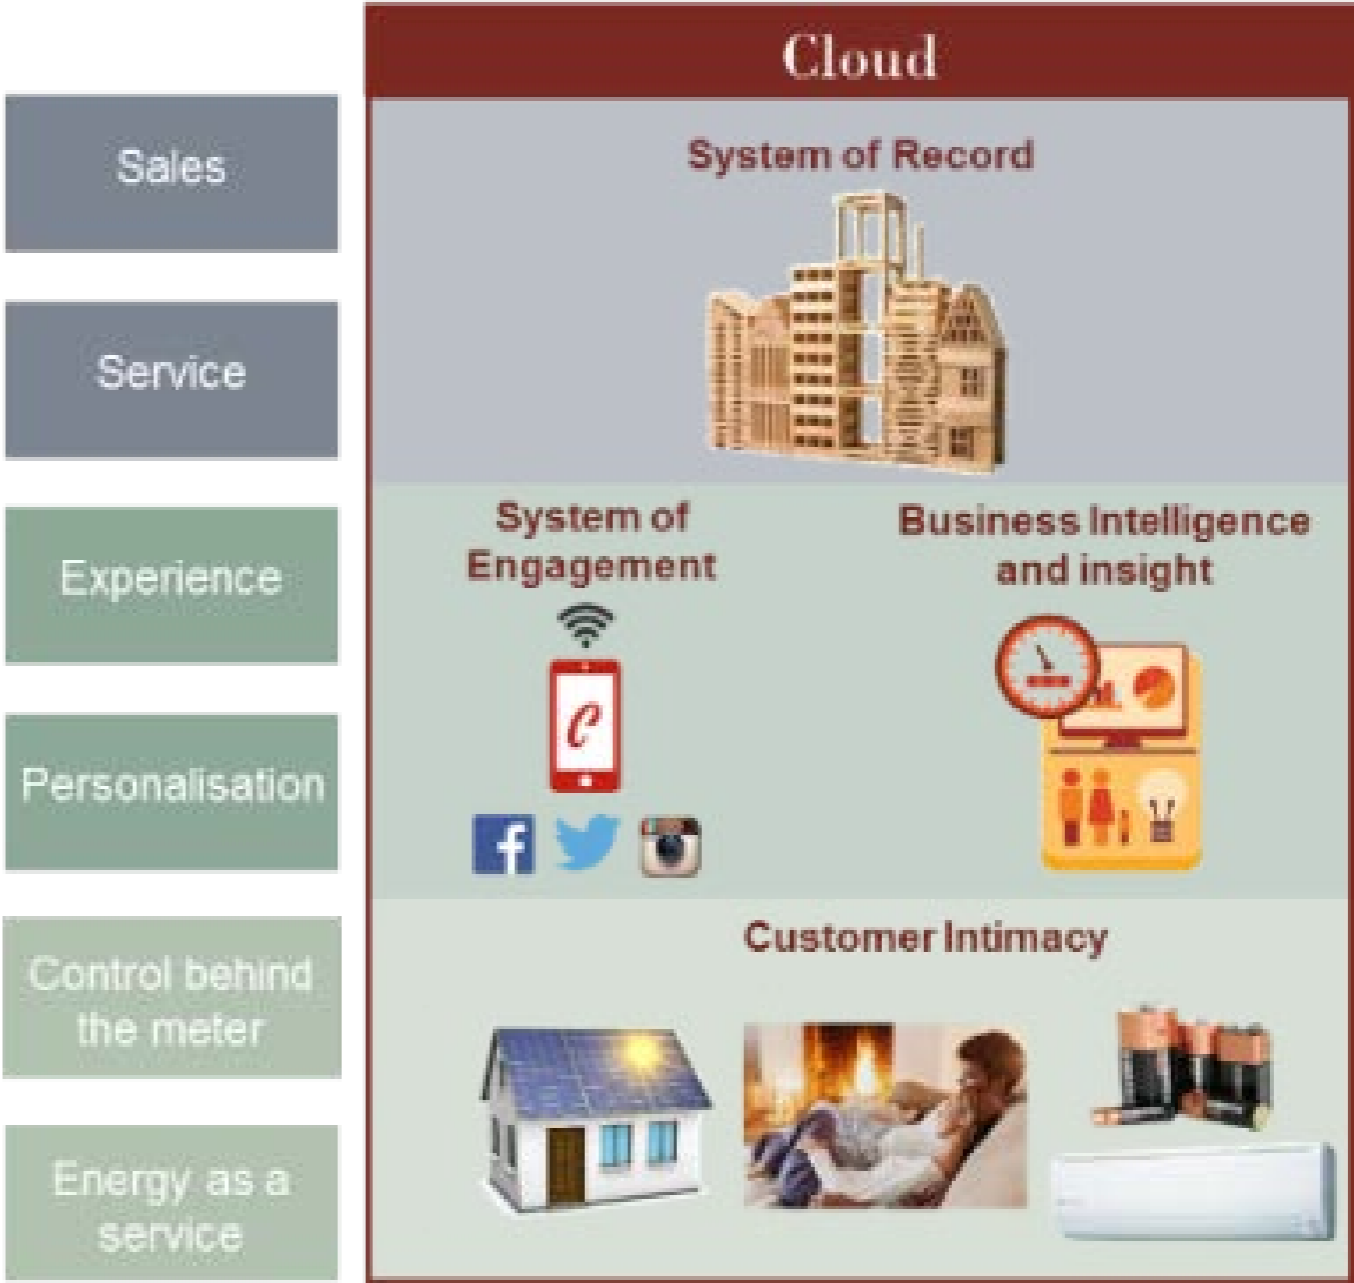 Cloud
Sales
System of Record
Service
Experience
System of
Engagement
Business Intelligence
and insight
Personalisation
C
f
Control behind
the meter
Customer Intimacy
Energy as a
service